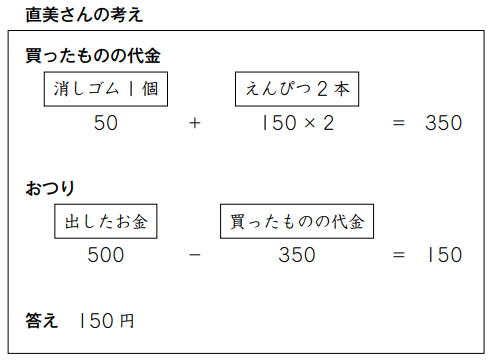 直美さんの考え
買ったものの代金
消しゴム1個 えんぴつ2本
50 + 150×2 = 350
おつり
出したお金 買ったものの代金
500 − 350 = 150
答え 150円